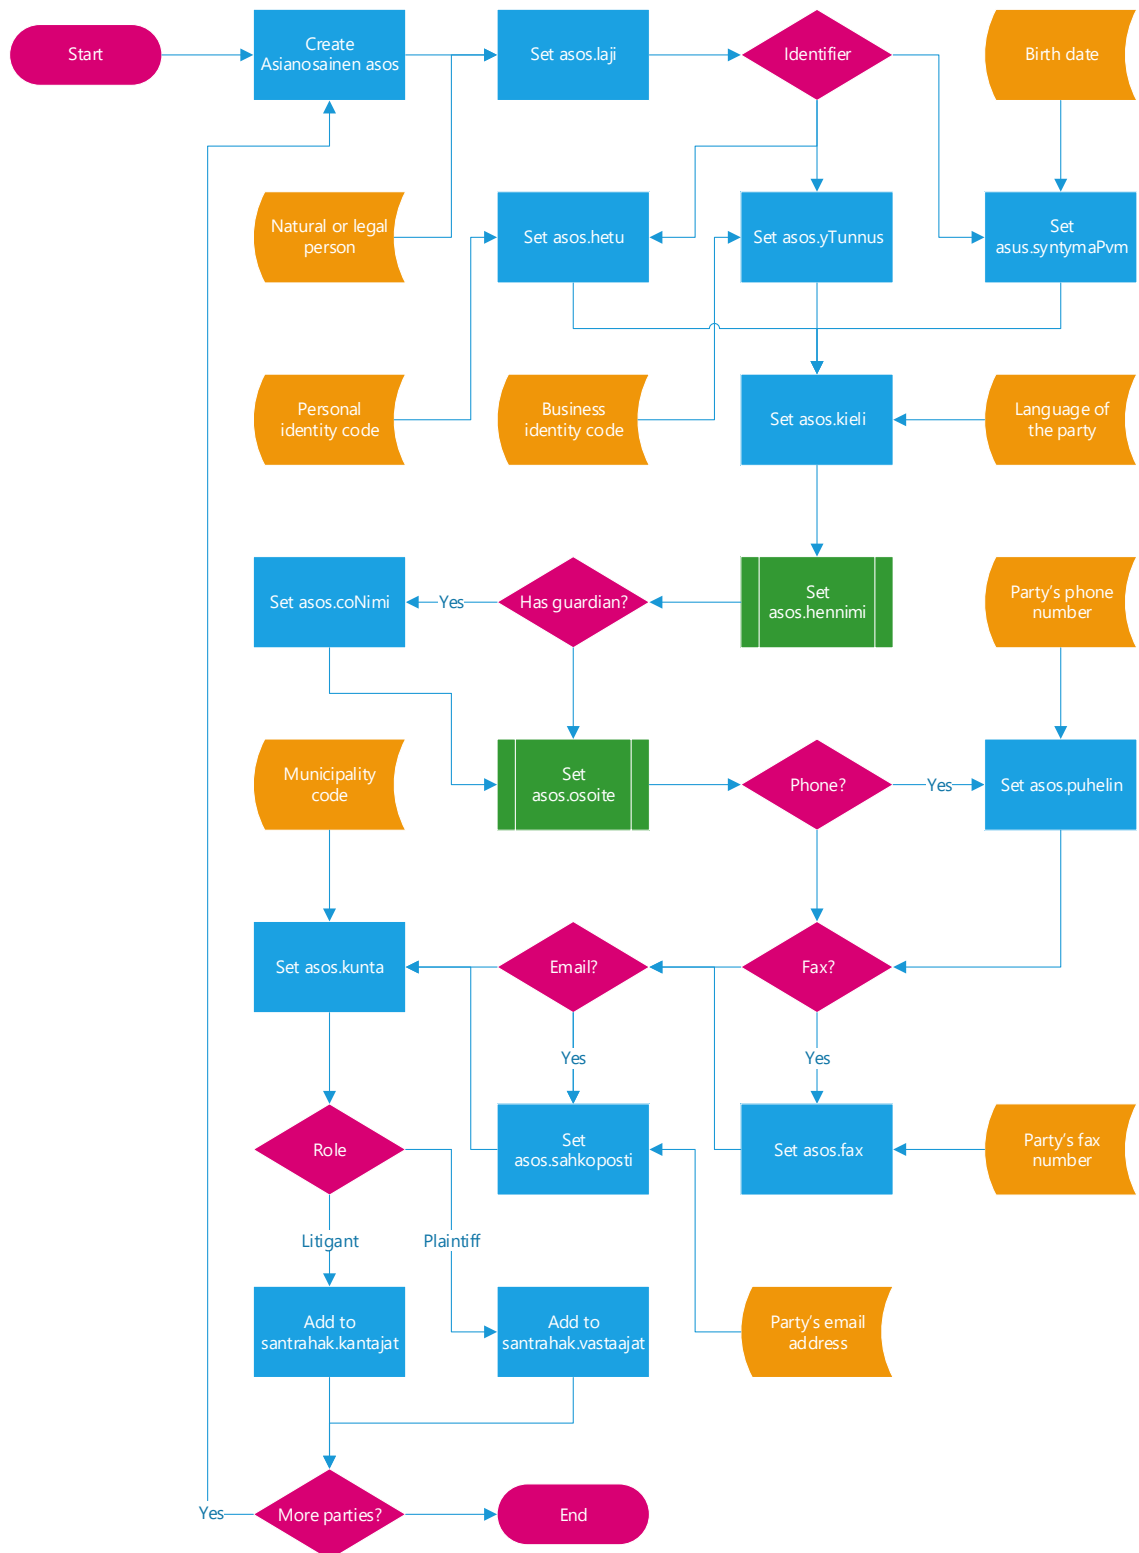 Start
Create
Asianosainen asos
Set asos.laji
Identifier
Birth date
Natural or legal
person
Set asos.hetu
Set asos.yTunnus
Set
asus.syntymaPvm
Personal
identity code
Business
identity code
Set asos.kieli
Language of
the party
Set asos.coNimi
Yes
Has guardian?
Set
asos.hennimi
Party's phone
number
Municipality
code
Set
asos.osoite
Phone?
Yes
Set asos.puhelin
Set asos.kunta
Email?
Fax?
Yes
Yes
Role
Set
asos.sahkoposti
Set asos.fax
Party's fax
number
Litigant
Plaintiff
Add to
santrahak.kantajat
Add to
santrahak.vastaajat
Party's email
address
Yes
More parties?
End